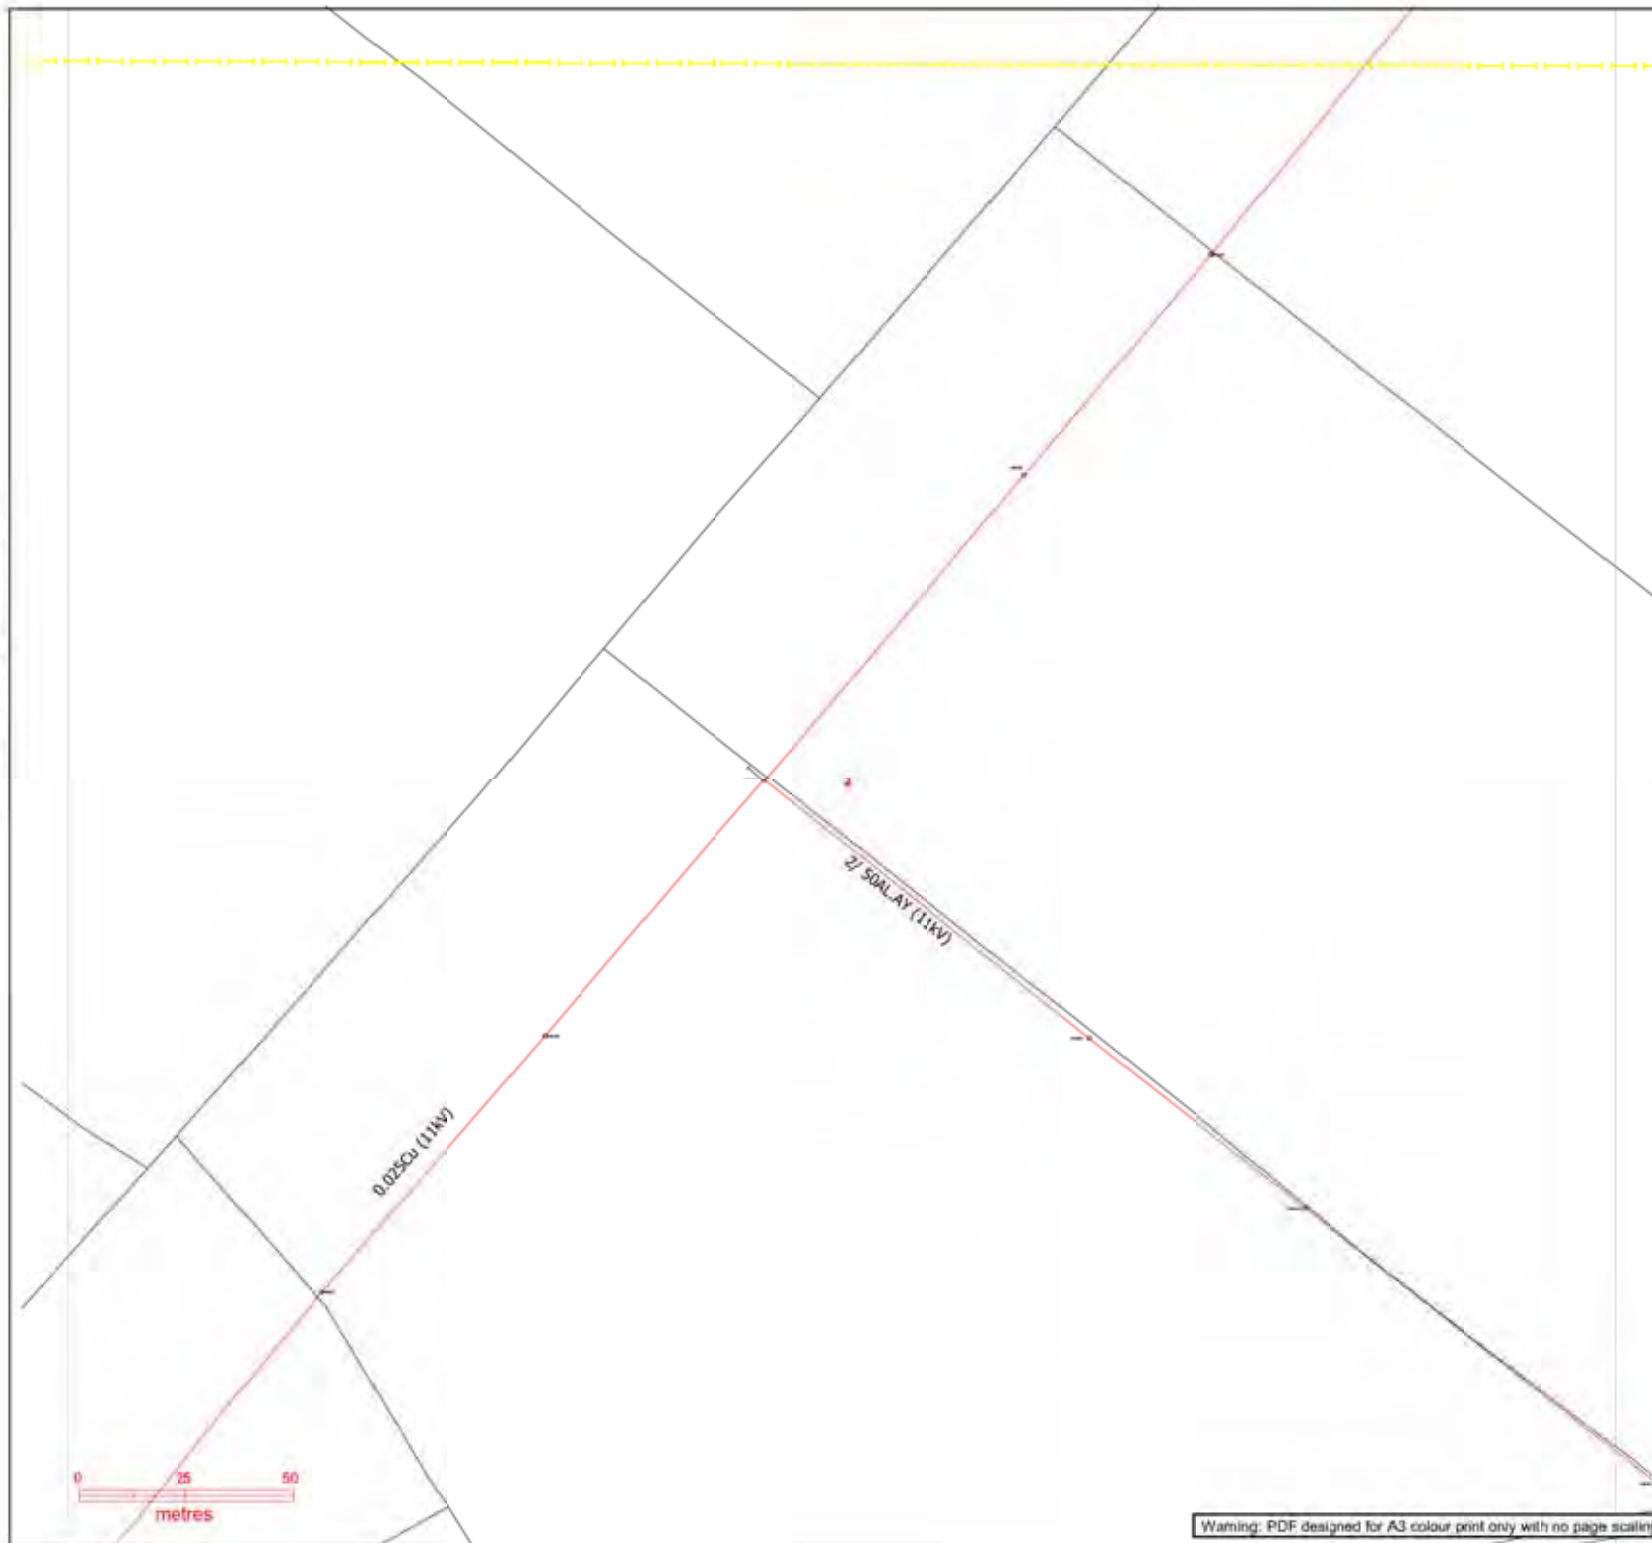 2/ 50AL.AY (11kV)
0.025Cu (11kV)
0 25 50
metres
Warning: PDF designed for A3 colour print only with no page scalin